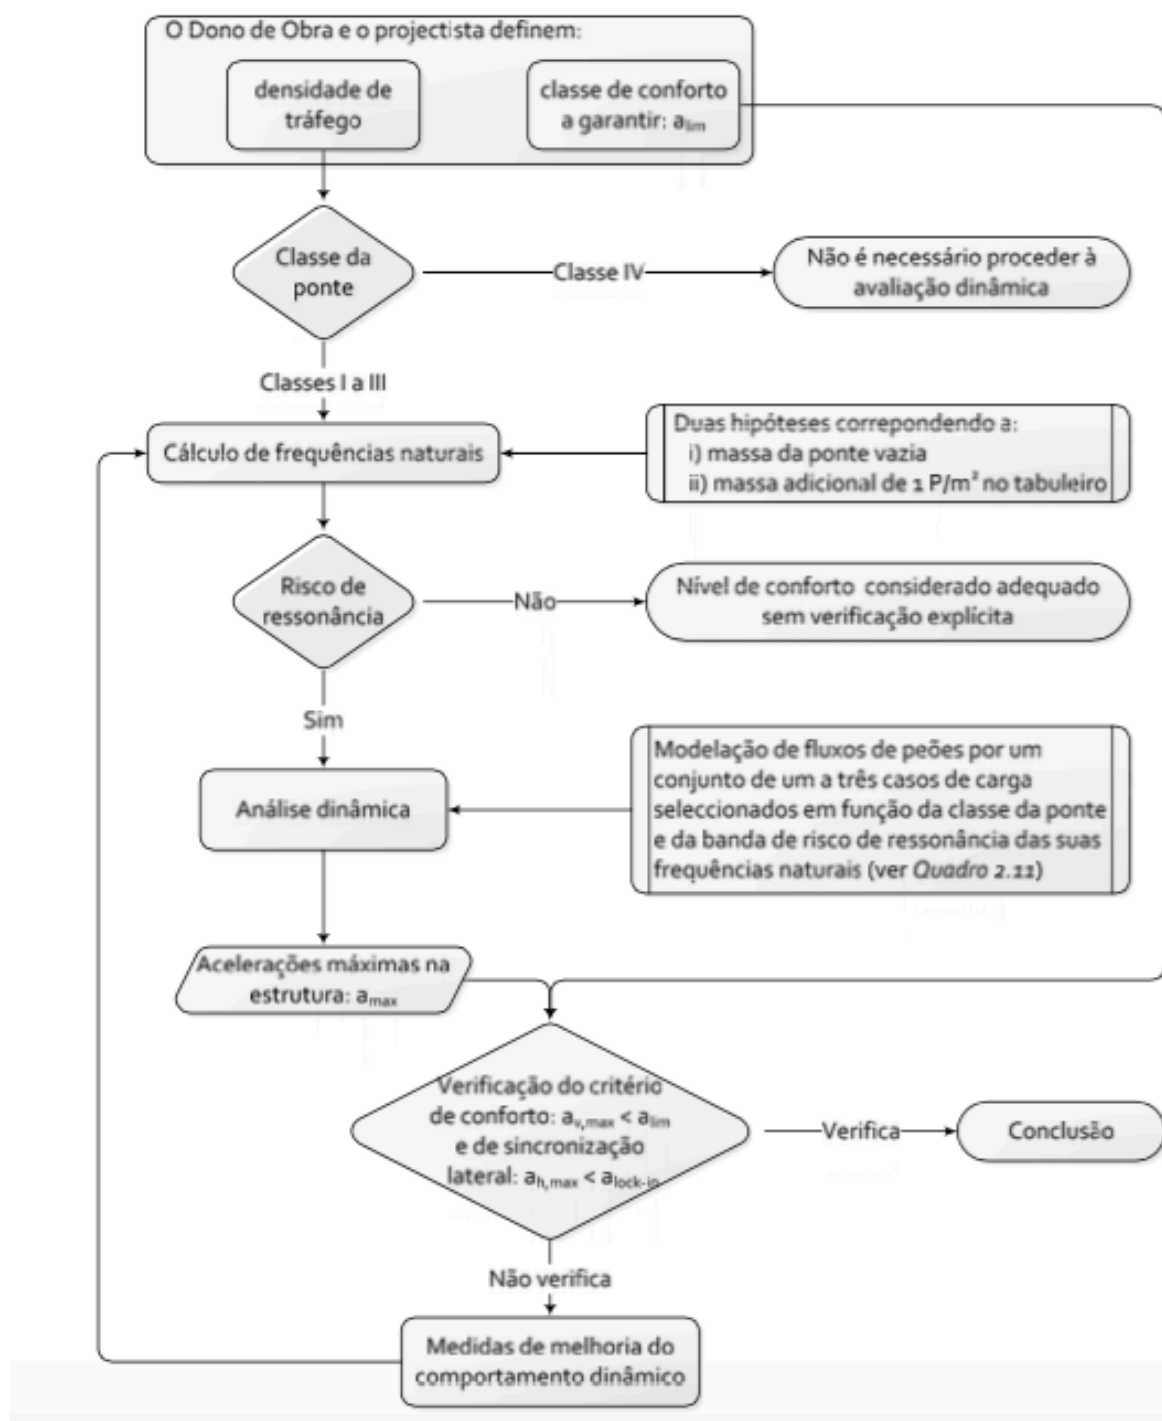 O Dono de Obra e o projectista definem:
densidade de
tráfego
classe de conforto
a garantir: aₗᵢₘ
Classe da
ponte
Classe IV
Não é necessário proceder à
avaliação dinâmica
Classes I a III
Cálculo de frequências naturais
Duas hipóteses correpondendo a:
i) massa da ponte vazia
ii) massa adicional de 1 P/m² no tabuleiro
Risco de
ressonância
Não
Nível de conforto considerado adequado
sem verificação explícita
Sim
Análise dinâmica
Modelação de fluxos de peões por um
conjunto de um a três casos de carga
seleccionados em função da classe da ponte
e da banda de risco de ressonância das suas
frequências naturais (ver Quadro 2.11)
Acelerações máximas na
estrutura: aₘₐₓ
Verificação do critério
de conforto: a_v,max < a_lim
e de sincronização
lateral: a_h,max < a_lock-in
Verifica
Conclusão
Não verifica
Medidas de melhoria do
comportamento dinâmico